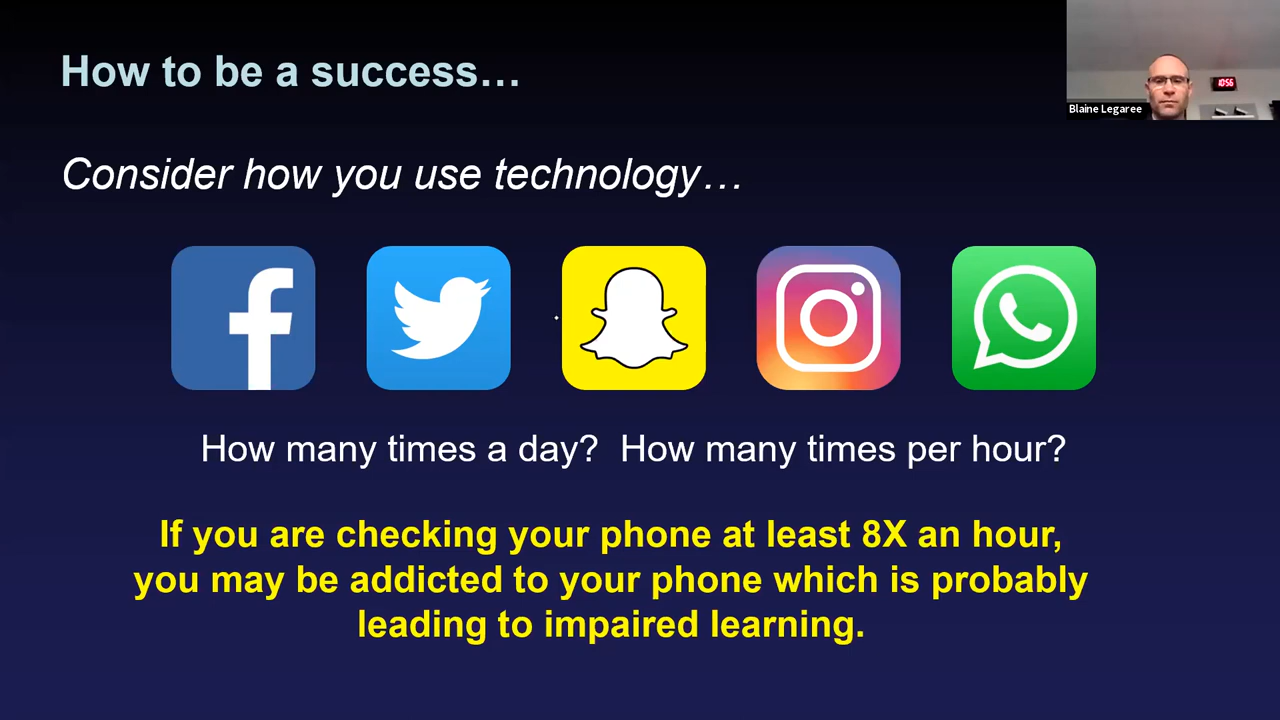 How to be a success…
10:56
Blaine Legaree
Consider how you use technology…
How many times a day?  How many times per hour?
If you are checking your phone at least 8X an hour,
you may be addicted to your phone which is probably
leading to impaired learning.